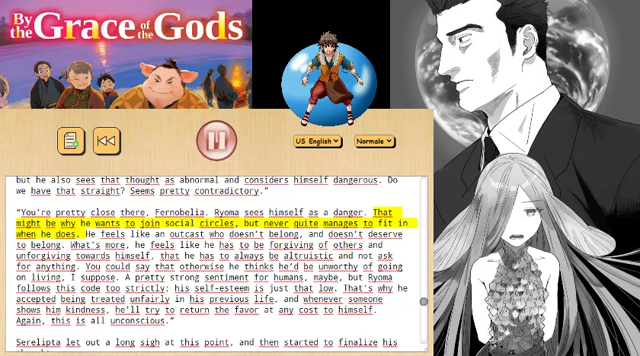 By the Grace of the Gods
US English
Normale
but he also sees that thought as abnormal and considers himself dangerous. Do
we have that straight? Seems pretty contradictory.”
“You’re pretty close there, Fernobelia. Ryoma sees himself as a danger. That
might be why he wants to join social circles, but never quite manages to fit in
when he does. He feels like an outcast who doesn’t belong, and doesn’t deserve
to belong. What’s more, he feels like he has to be forgiving of others and
unforgiving towards himself, that he has to always be altruistic and not ask
for anything. You could say that otherwise he thinks he’d be unworthy of going
on living, I suppose. A pretty strong sentiment for humans, maybe, but Ryoma
follows this code too strictly; his self-esteem is just that low. That’s why he
accepted being treated unfairly in his previous life, and whenever someone
shows him kindness, he’ll try to return the favor at any cost to himself.
Again, this is all unconscious.”
Serelipta let out a long sigh at this point, and then started to finalize his